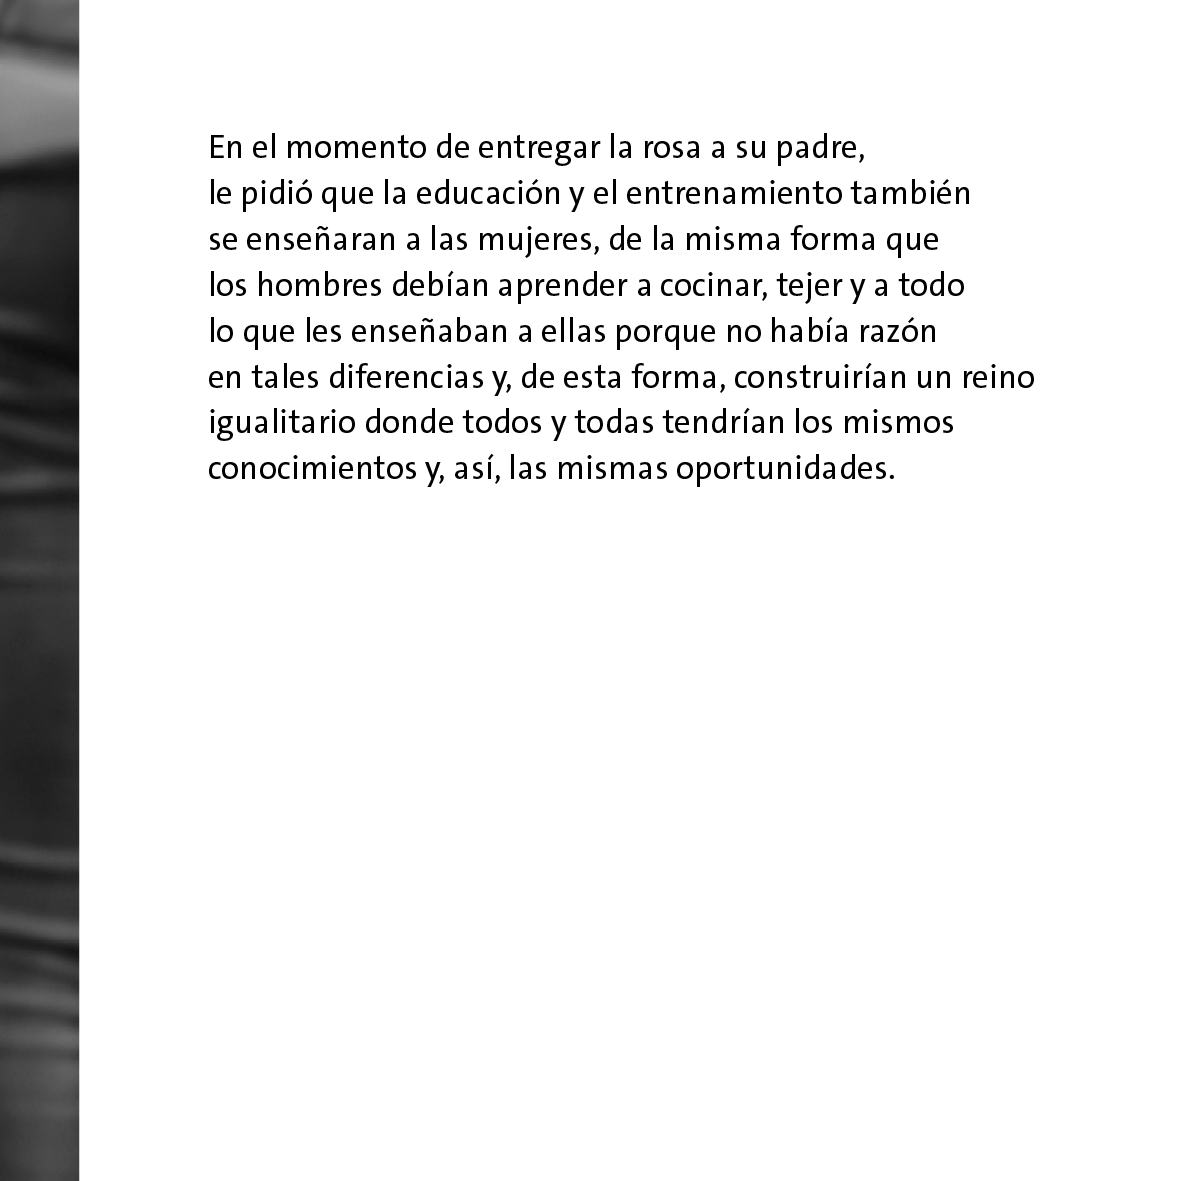 En el momento de entregar la rosa a su padre,
le pidió que la educación y el entrenamiento también
se enseñaran a las mujeres, de la misma forma que
los hombres debían aprender a cocinar, tejer y a todo
lo que les enseñaban a ellas porque no había razón
en tales diferencias y, de esta forma, construirían un reino
igualitario donde todos y todas tendrían los mismos
conocimientos y, así, las mismas oportunidades.